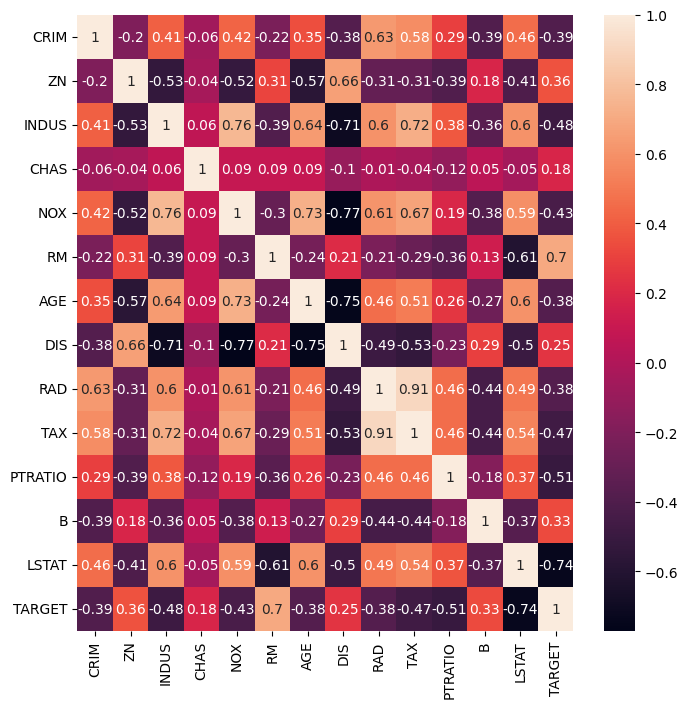 CRIM 1 -0.2 0.41 -0.06 0.42 -0.22 0.35 -0.38 0.63 0.58 0.29 -0.39 0.46 -0.39
ZN -0.2 1 -0.53 -0.04 -0.52 0.31 -0.57 0.66 -0.31 -0.31 -0.39 0.18 -0.41 0.36
INDUS 0.41 -0.53 1 0.06 0.76 -0.39 0.64 -0.71 0.6 0.72 0.38 -0.36 0.6 -0.48
CHAS -0.06 -0.04 0.06 1 0.09 0.09 0.09 -0.1 -0.01 -0.04 -0.12 0.05 -0.05 0.18
NOX 0.42 -0.52 0.76 0.09 1 -0.3 0.73 -0.77 0.61 0.67 0.19 -0.38 0.59 -0.43
RM -0.22 0.31 -0.39 0.09 -0.3 1 -0.24 0.21 -0.21 -0.29 -0.36 0.13 -0.61 0.7
AGE 0.35 -0.57 0.64 0.09 0.73 -0.24 1 -0.75 0.46 0.51 0.26 -0.27 0.6 -0.38
DIS -0.38 0.66 -0.71 -0.1 -0.77 0.21 -0.75 1 -0.49 -0.53 -0.23 0.29 -0.5 0.25
RAD 0.63 -0.31 0.6 -0.01 0.61 -0.21 0.46 -0.49 1 0.91 0.46 -0.44 0.49 -0.38
TAX 0.58 -0.31 0.72 -0.04 0.67 -0.29 0.51 -0.53 0.91 1 0.46 -0.44 0.54 -0.47
PTRATIO 0.29 -0.39 0.38 -0.12 0.19 -0.36 0.26 -0.23 0.46 0.46 1 -0.18 0.37 -0.51
B -0.39 0.18 -0.36 0.05 -0.38 0.13 -0.27 0.29 -0.44 -0.44 -0.18 1 -0.37 0.33
LSTAT 0.46 -0.41 0.6 -0.05 0.59 -0.61 0.6 -0.5 0.49 0.54 0.37 -0.37 1 -0.74
TARGET -0.39 0.36 -0.48 0.18 -0.43 0.7 -0.38 0.25 -0.38 -0.47 -0.51 0.33 -0.74 1
CRIM ZN INDUS CHAS NOX RM AGE DIS RAD TAX PTRATIO B LSTAT TARGET
1.0
0.8
0.6
0.4
0.2
0.0
−0.2
−0.4
−0.6